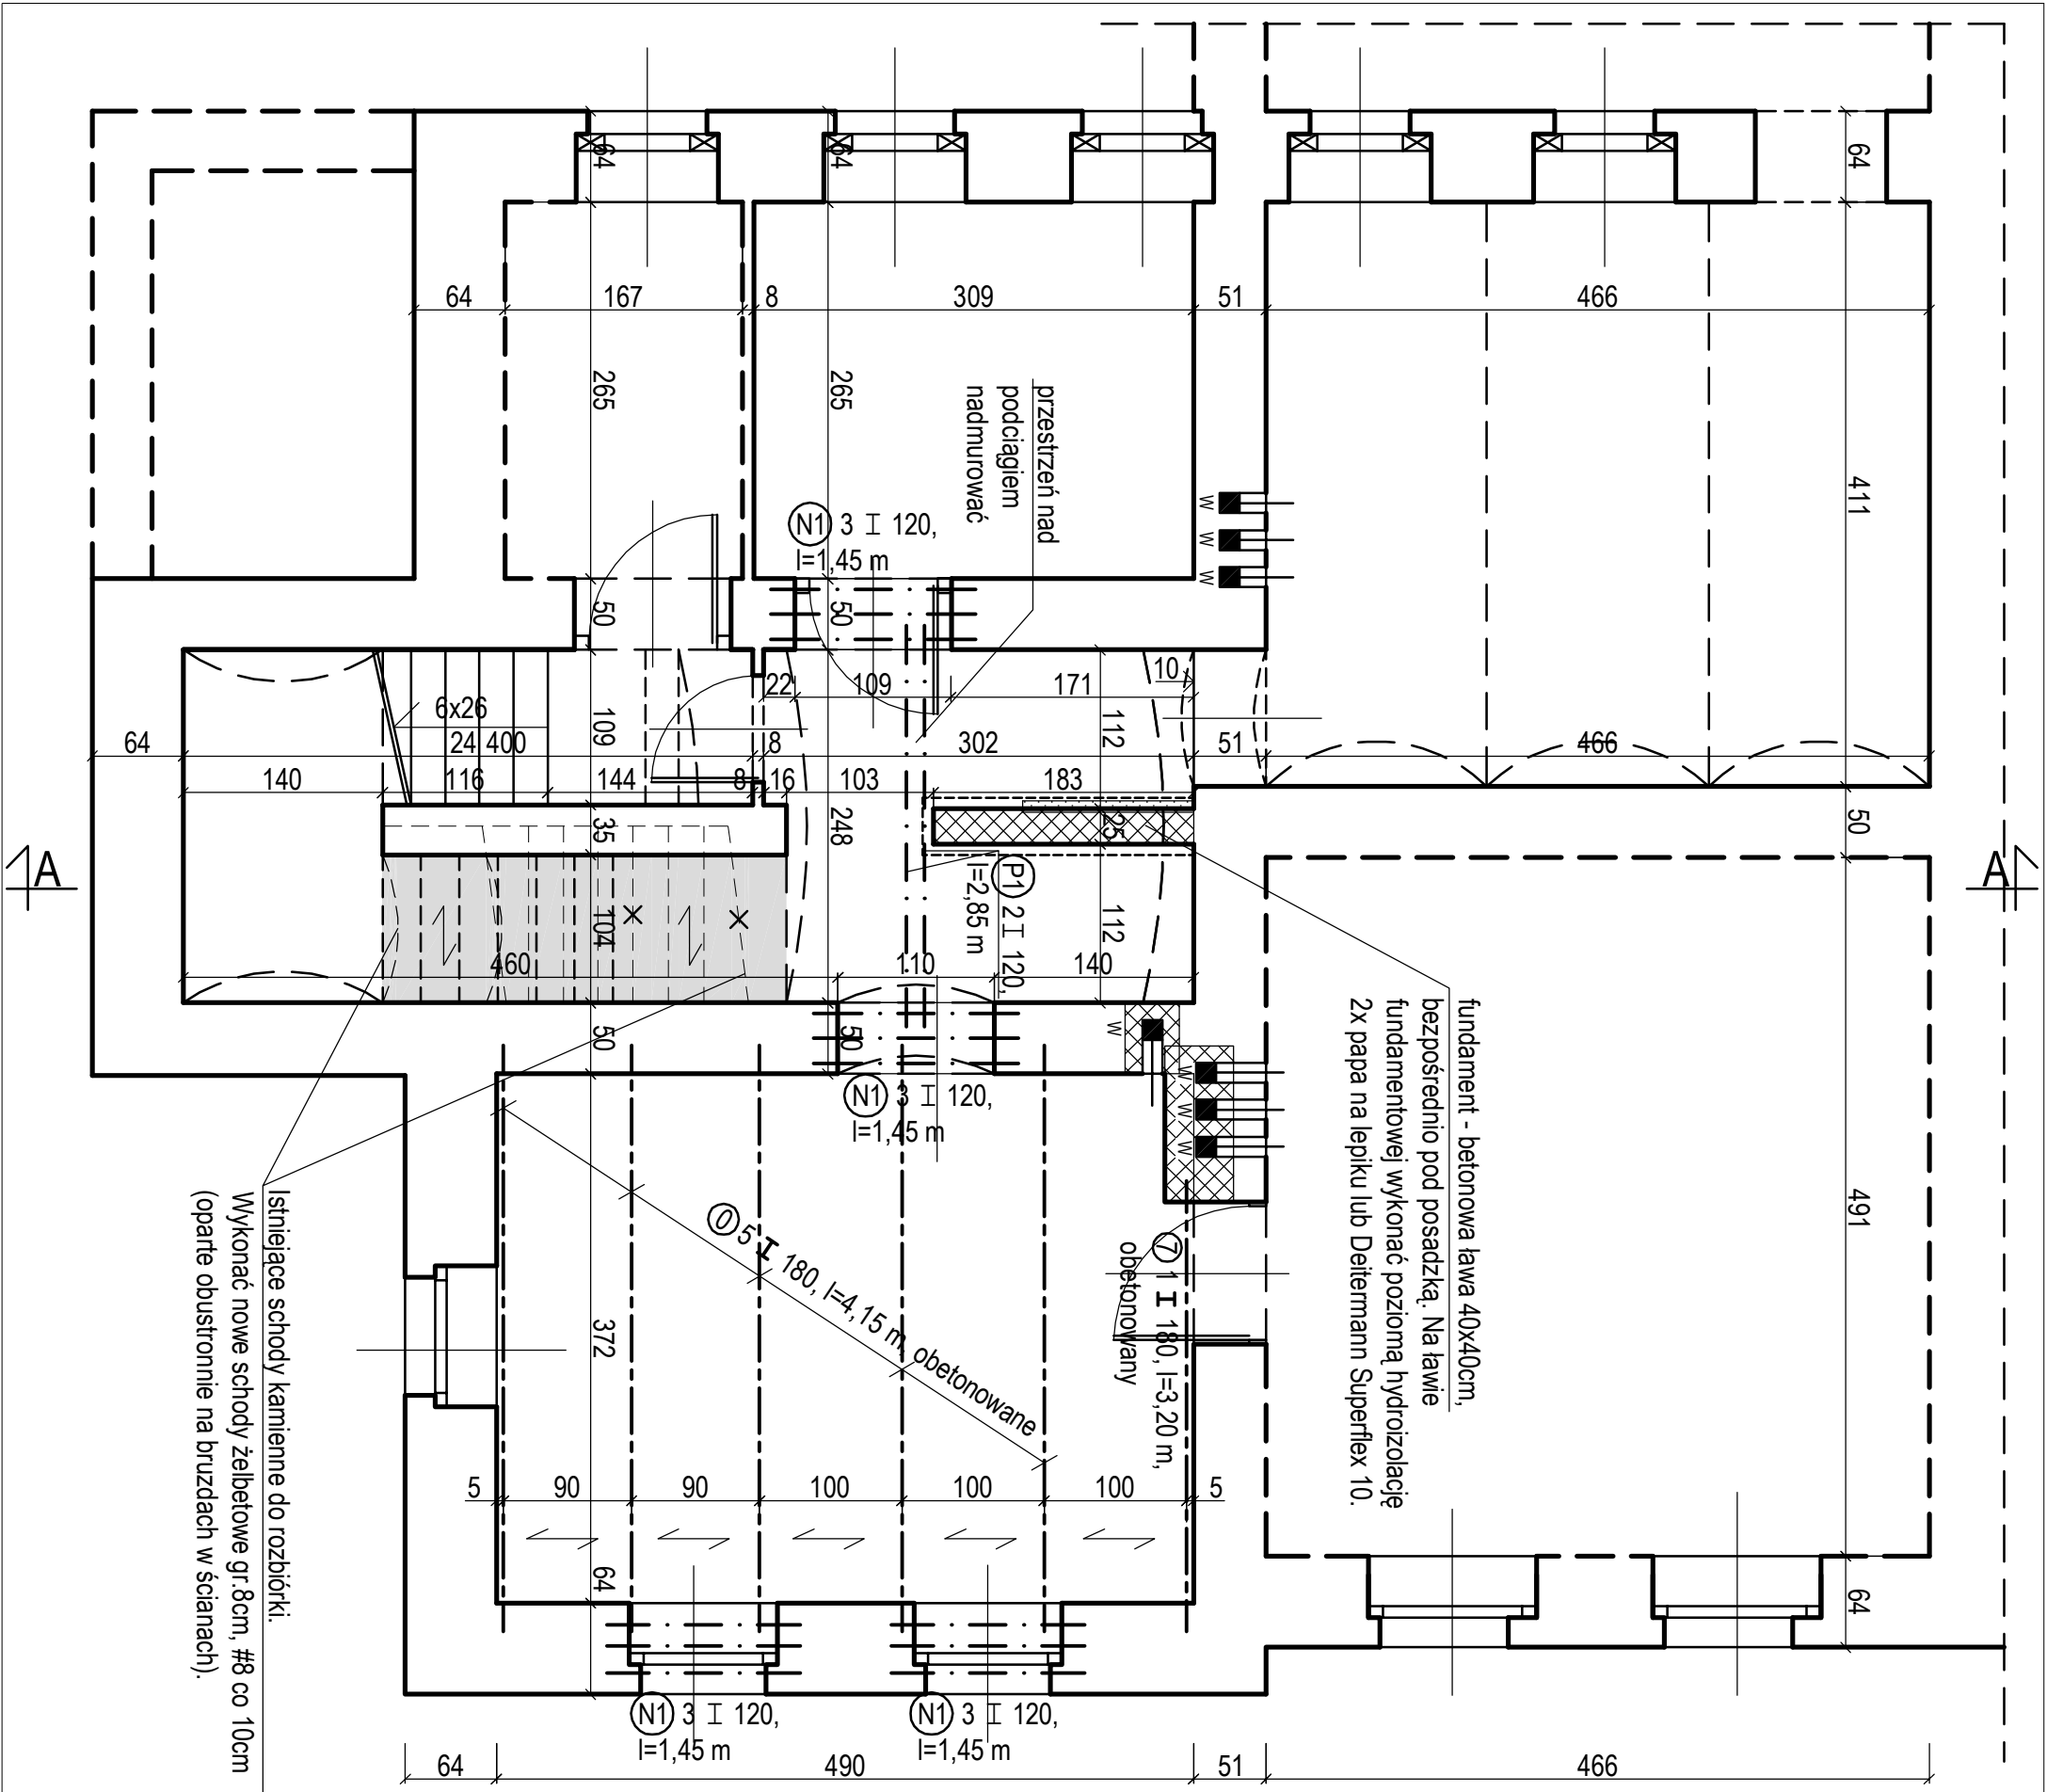 64
64
64
64
167
8
309
51
466
265
265
411
przestrzeń nad
podciągiem
nadmurować
N1 3 I 120,
l=1,45 m
W
W
W
50
50
22
109
171
10
6x26
24
400
109
112
64
8
302
51
466
140
116
144
8
16
103
183
35
248
25
50
A
A
P1 2 I 120,
l=2,85 m
104
112
460
110
140
50
50
W
W
W
W
N1 3 I 120,
l=1,45 m
fundament - betonowa ława 40x40cm,
bezpośrednio pod posadzką. Na ławie
fundamentowej wykonać poziomą hydroizolację
2x papa na lepiku lub Deitermann Superflex 10.
491
Istniejące schody kamienne do rozbiórki.
Wykonać nowe schody żelbetowe gr.8cm, #8 co 10cm
(oparte obustronnie na bruzdach w ścianach).
0 5 I 180, l=4,15 m, obetonowane
7 1 I 180, l=3,20 m,
obetonowany
372
5
90
90
100
100
100
5
64
64
N1 3 I 120,
l=1,45 m
N1 3 I 120,
l=1,45 m
64
490
51
466